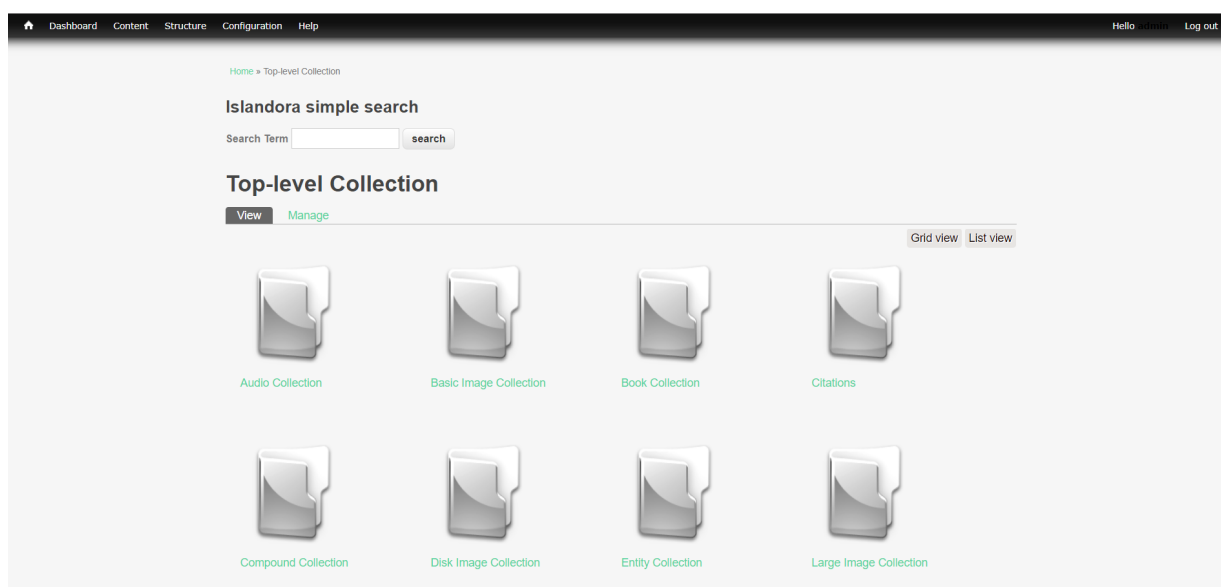 Dashboard Content Structure Configuration Help Hello admin Log out
Home » Top-level Collection
Islandora simple search
Search Term search
Top-level Collection
View Manage
Grid view List view
Audio Collection Basic Image Collection Book Collection Citations
Compound Collection Disk Image Collection Entity Collection Large Image Collection